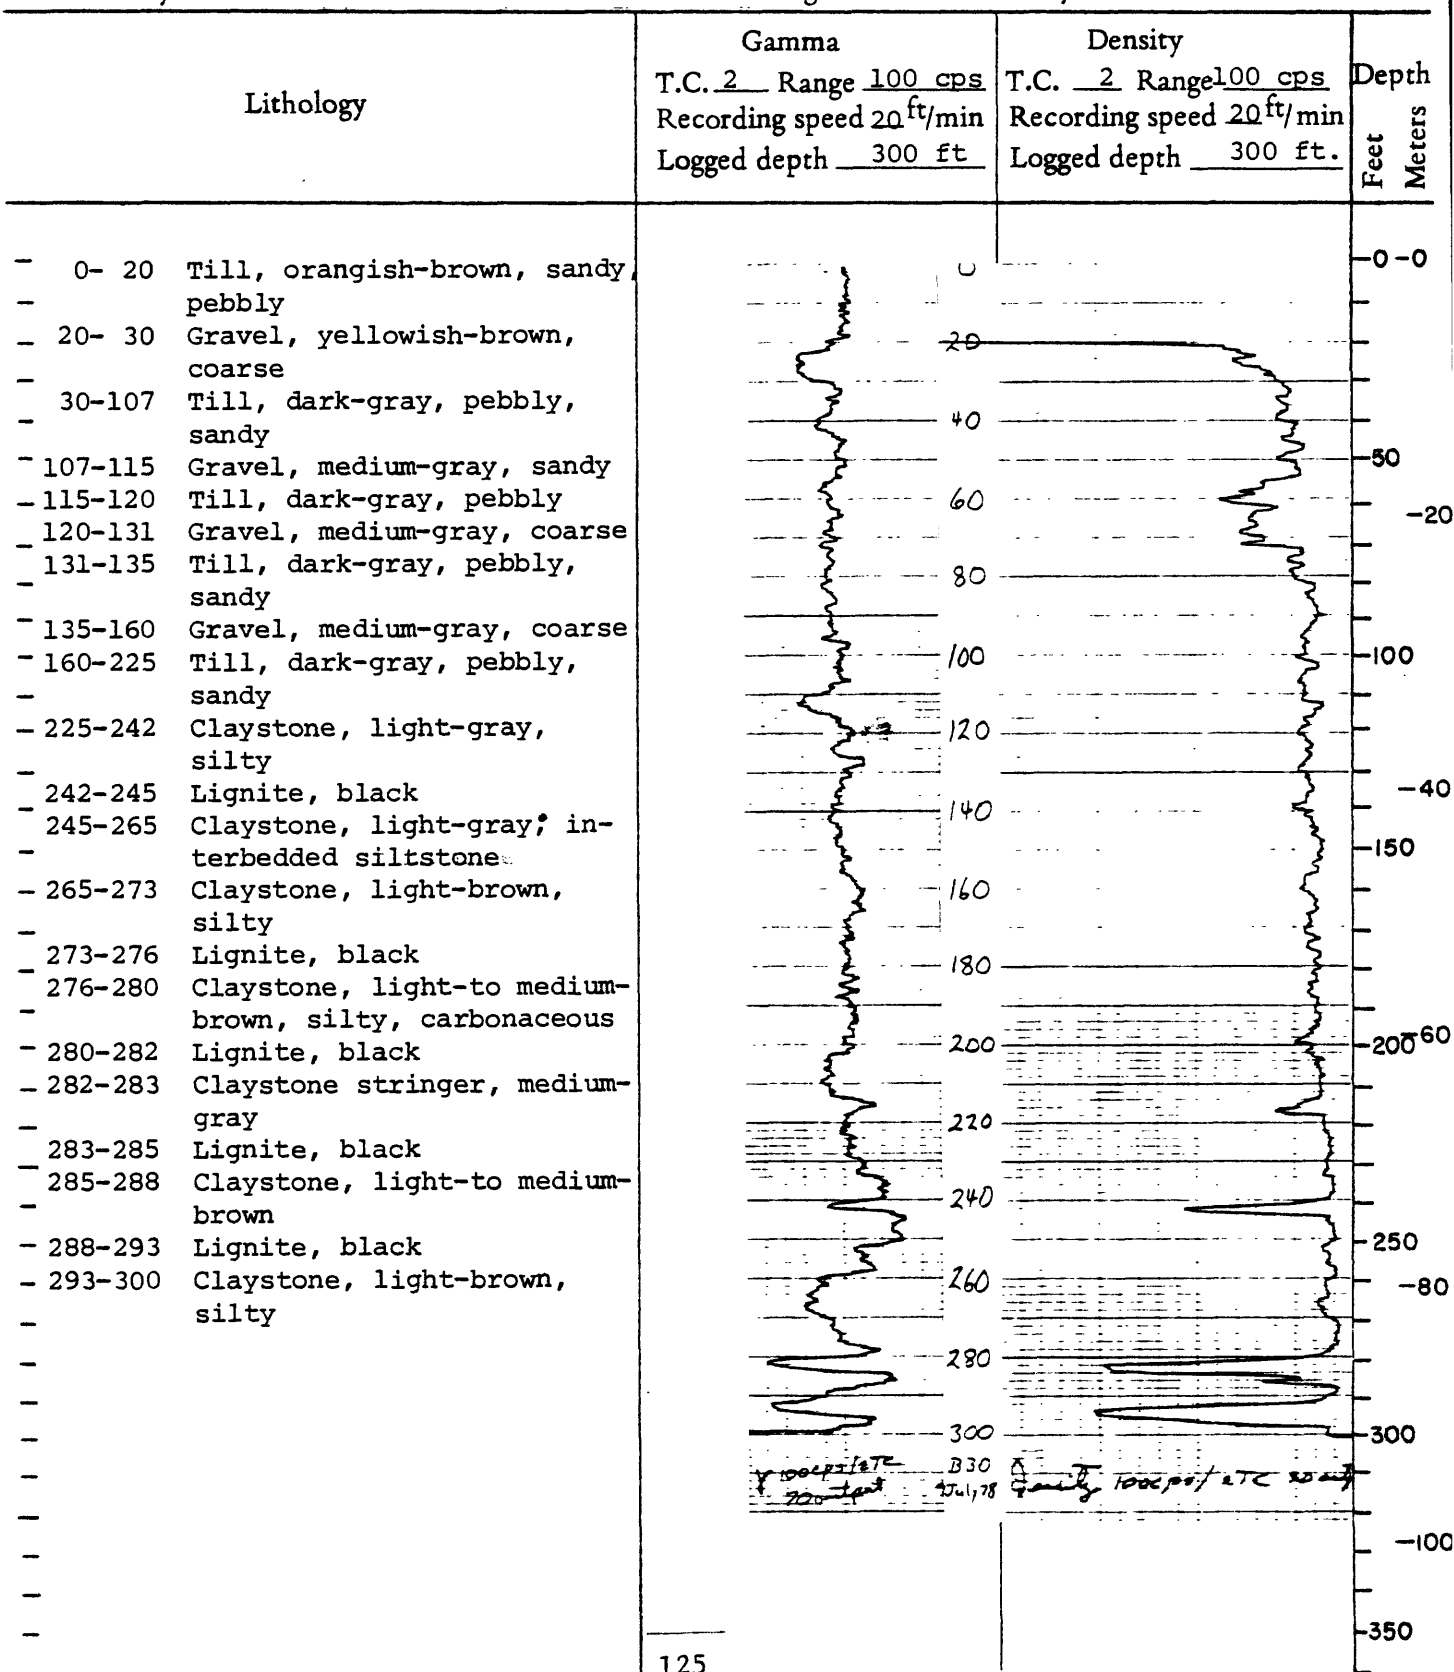 Lithology
Gamma
T.C. 2 Range 100 cps
Recording speed 20 ft/min
Logged depth 300 ft
Density
T.C. 2 Range 100 cps
Recording speed 20 ft/min
Logged depth 300 ft.
Depth
Feet
Meters
0- 20 Till, orangish-brown, sandy,
pebbly
20- 30 Gravel, yellowish-brown,
coarse
30-107 Till, dark-gray, pebbly,
sandy
107-115 Gravel, medium-gray, sandy
115-120 Till, dark-gray, pebbly
120-131 Gravel, medium-gray, coarse
131-135 Till, dark-gray, pebbly,
sandy
135-160 Gravel, medium-gray, coarse
160-225 Till, dark-gray, pebbly,
sandy
225-242 Claystone, light-gray,
silty
242-245 Lignite, black
245-265 Claystone, light-gray; in-
terbedded siltstone
265-273 Claystone, light-brown,
silty
273-276 Lignite, black
276-280 Claystone, light-to medium-
brown, silty, carbonaceous
280-282 Lignite, black
282-283 Claystone stringer, medium-
gray
283-285 Lignite, black
285-288 Claystone, light-to medium-
brown
288-293 Lignite, black
293-300 Claystone, light-brown,
silty
0
20
40
60
80
100
120
140
160
180
200
220
240
260
280
300
100cps/2TC
B30
Jul, 78
Density 100cps/ 2TC
-0 -0
-50
-20
-100
-40
-150
-200 -60
-250
-80
-300
-100
-350
125